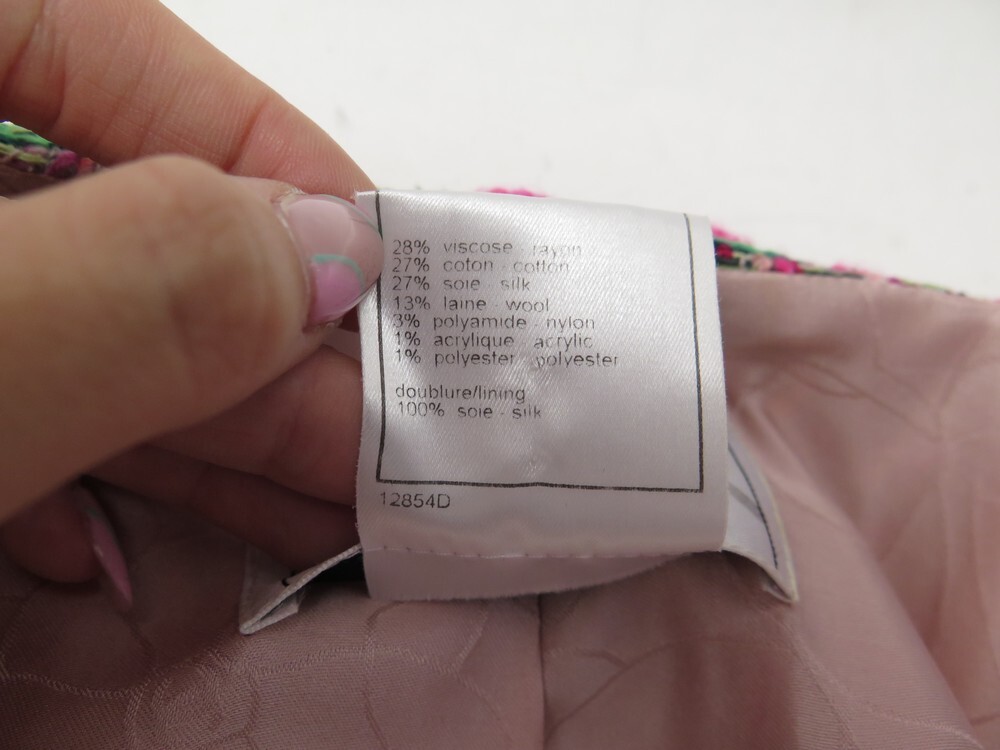 28% viscose - rayon
27% coton - cotton
27% soie - silk
13% laine - wool
3% polyamide - nylon
1% acrylique - acrylic
1% polyester - polyester
doublure/lining
100% soie - silk
12854D